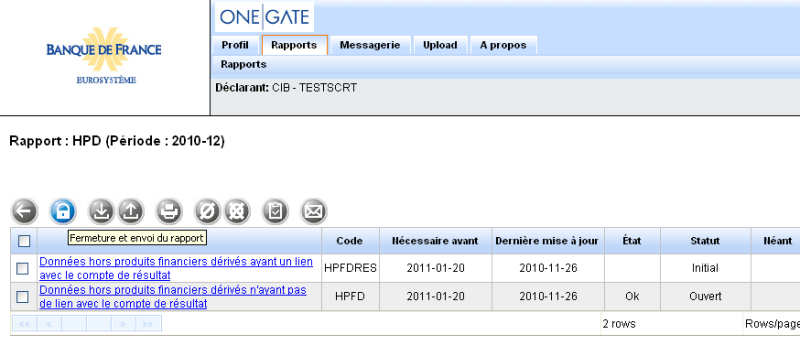 ONE GATE
BANQUE DE FRANCE
EUROSYSTÈME
Profil Rapports Messagerie Upload A propos
Rapports
Déclarant: CIB - TESTSCRT
Rapport : HPD (Période : 2010-12)
Fermeture et envoi du rapport
Code Nécessaire avant Dernière mise à jour État Statut Néant
Données hors produits financiers dérivés ayant un lien
avec le compte de résultat
HPFDRES 2011-01-20 2010-11-26 Initial
Données hors produits financiers dérivés n'ayant pas
de lien avec le compte de résultat
HPFD 2011-01-20 2010-11-26 Ok Ouvert
<< < > >> 2 rows Rows/page